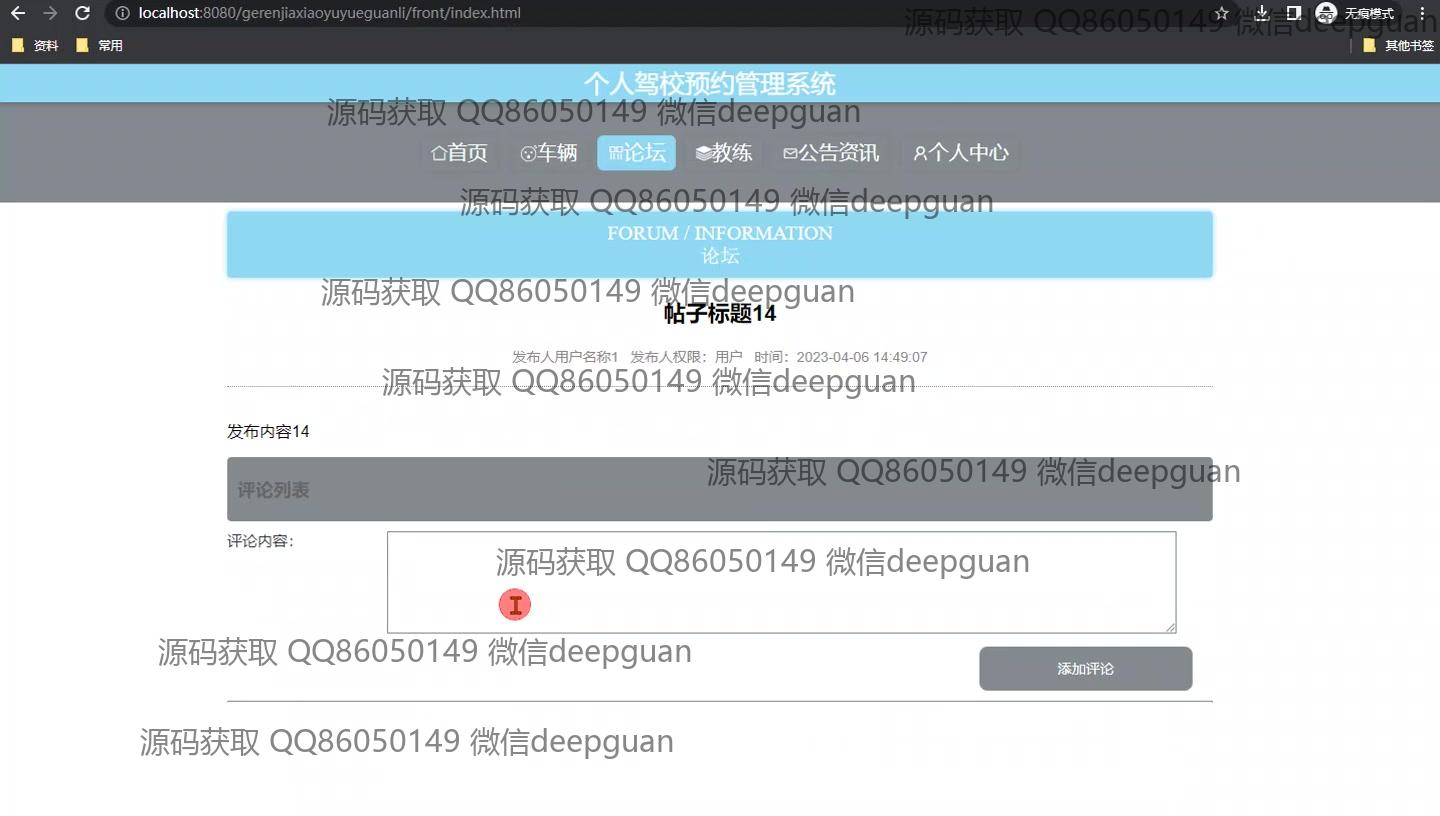 localhost:8080/gerenjiaxiaoyuyueguanli/front/index.html
无痕模式
源码获取 QQ86050149 微信deepguan
资料
常用
其他书签
个人驾校预约管理系统
源码获取 QQ86050149 微信deepguan
首页
车辆
论坛
教练
公告资讯
个人中心
源码获取 QQ86050149 微信deepguan
FORUM / INFORMATION
论坛
源码获取 QQ86050149 微信deepguan
帖子标题14
发布人用户名称1 发布人权限：用户 时间：2023-04-06 14:49:07
源码获取 QQ86050149 微信deepguan
发布内容14
源码获取 QQ86050149 微信deepguan
评论列表
评论内容：
源码获取 QQ86050149 微信deepguan
源码获取 QQ86050149 微信deepguan
添加评论
源码获取 QQ86050149 微信deepguan